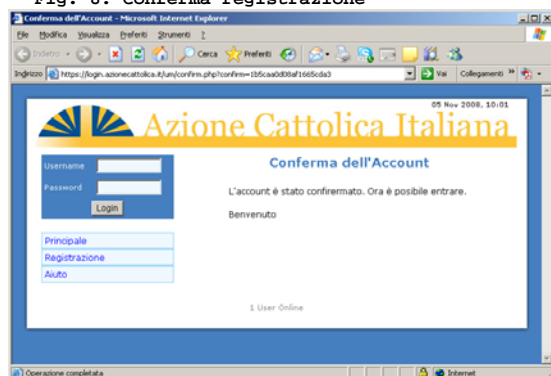 Fig. 8. Conferma registrazione
Conferma dell'Account - Microsoft Internet Explorer
File Modifica Visualizza Preferiti Strumenti ?
Indietro Cerca Preferiti
Indirizzo https://login.azionecattolica.it/um/confirm.php?confirm=1b5caa0d08af1665cda3 Vai Collegamenti »
05 Nov 2008, 10:01
Azione Cattolica Italiana
Username
Password
Login
Principale
Registrazione
Aiuto
Conferma dell'Account
L'account è stato confirermato. Ora è posibile entrare.
Benvenuto
1 User Online
Operazione completata Internet